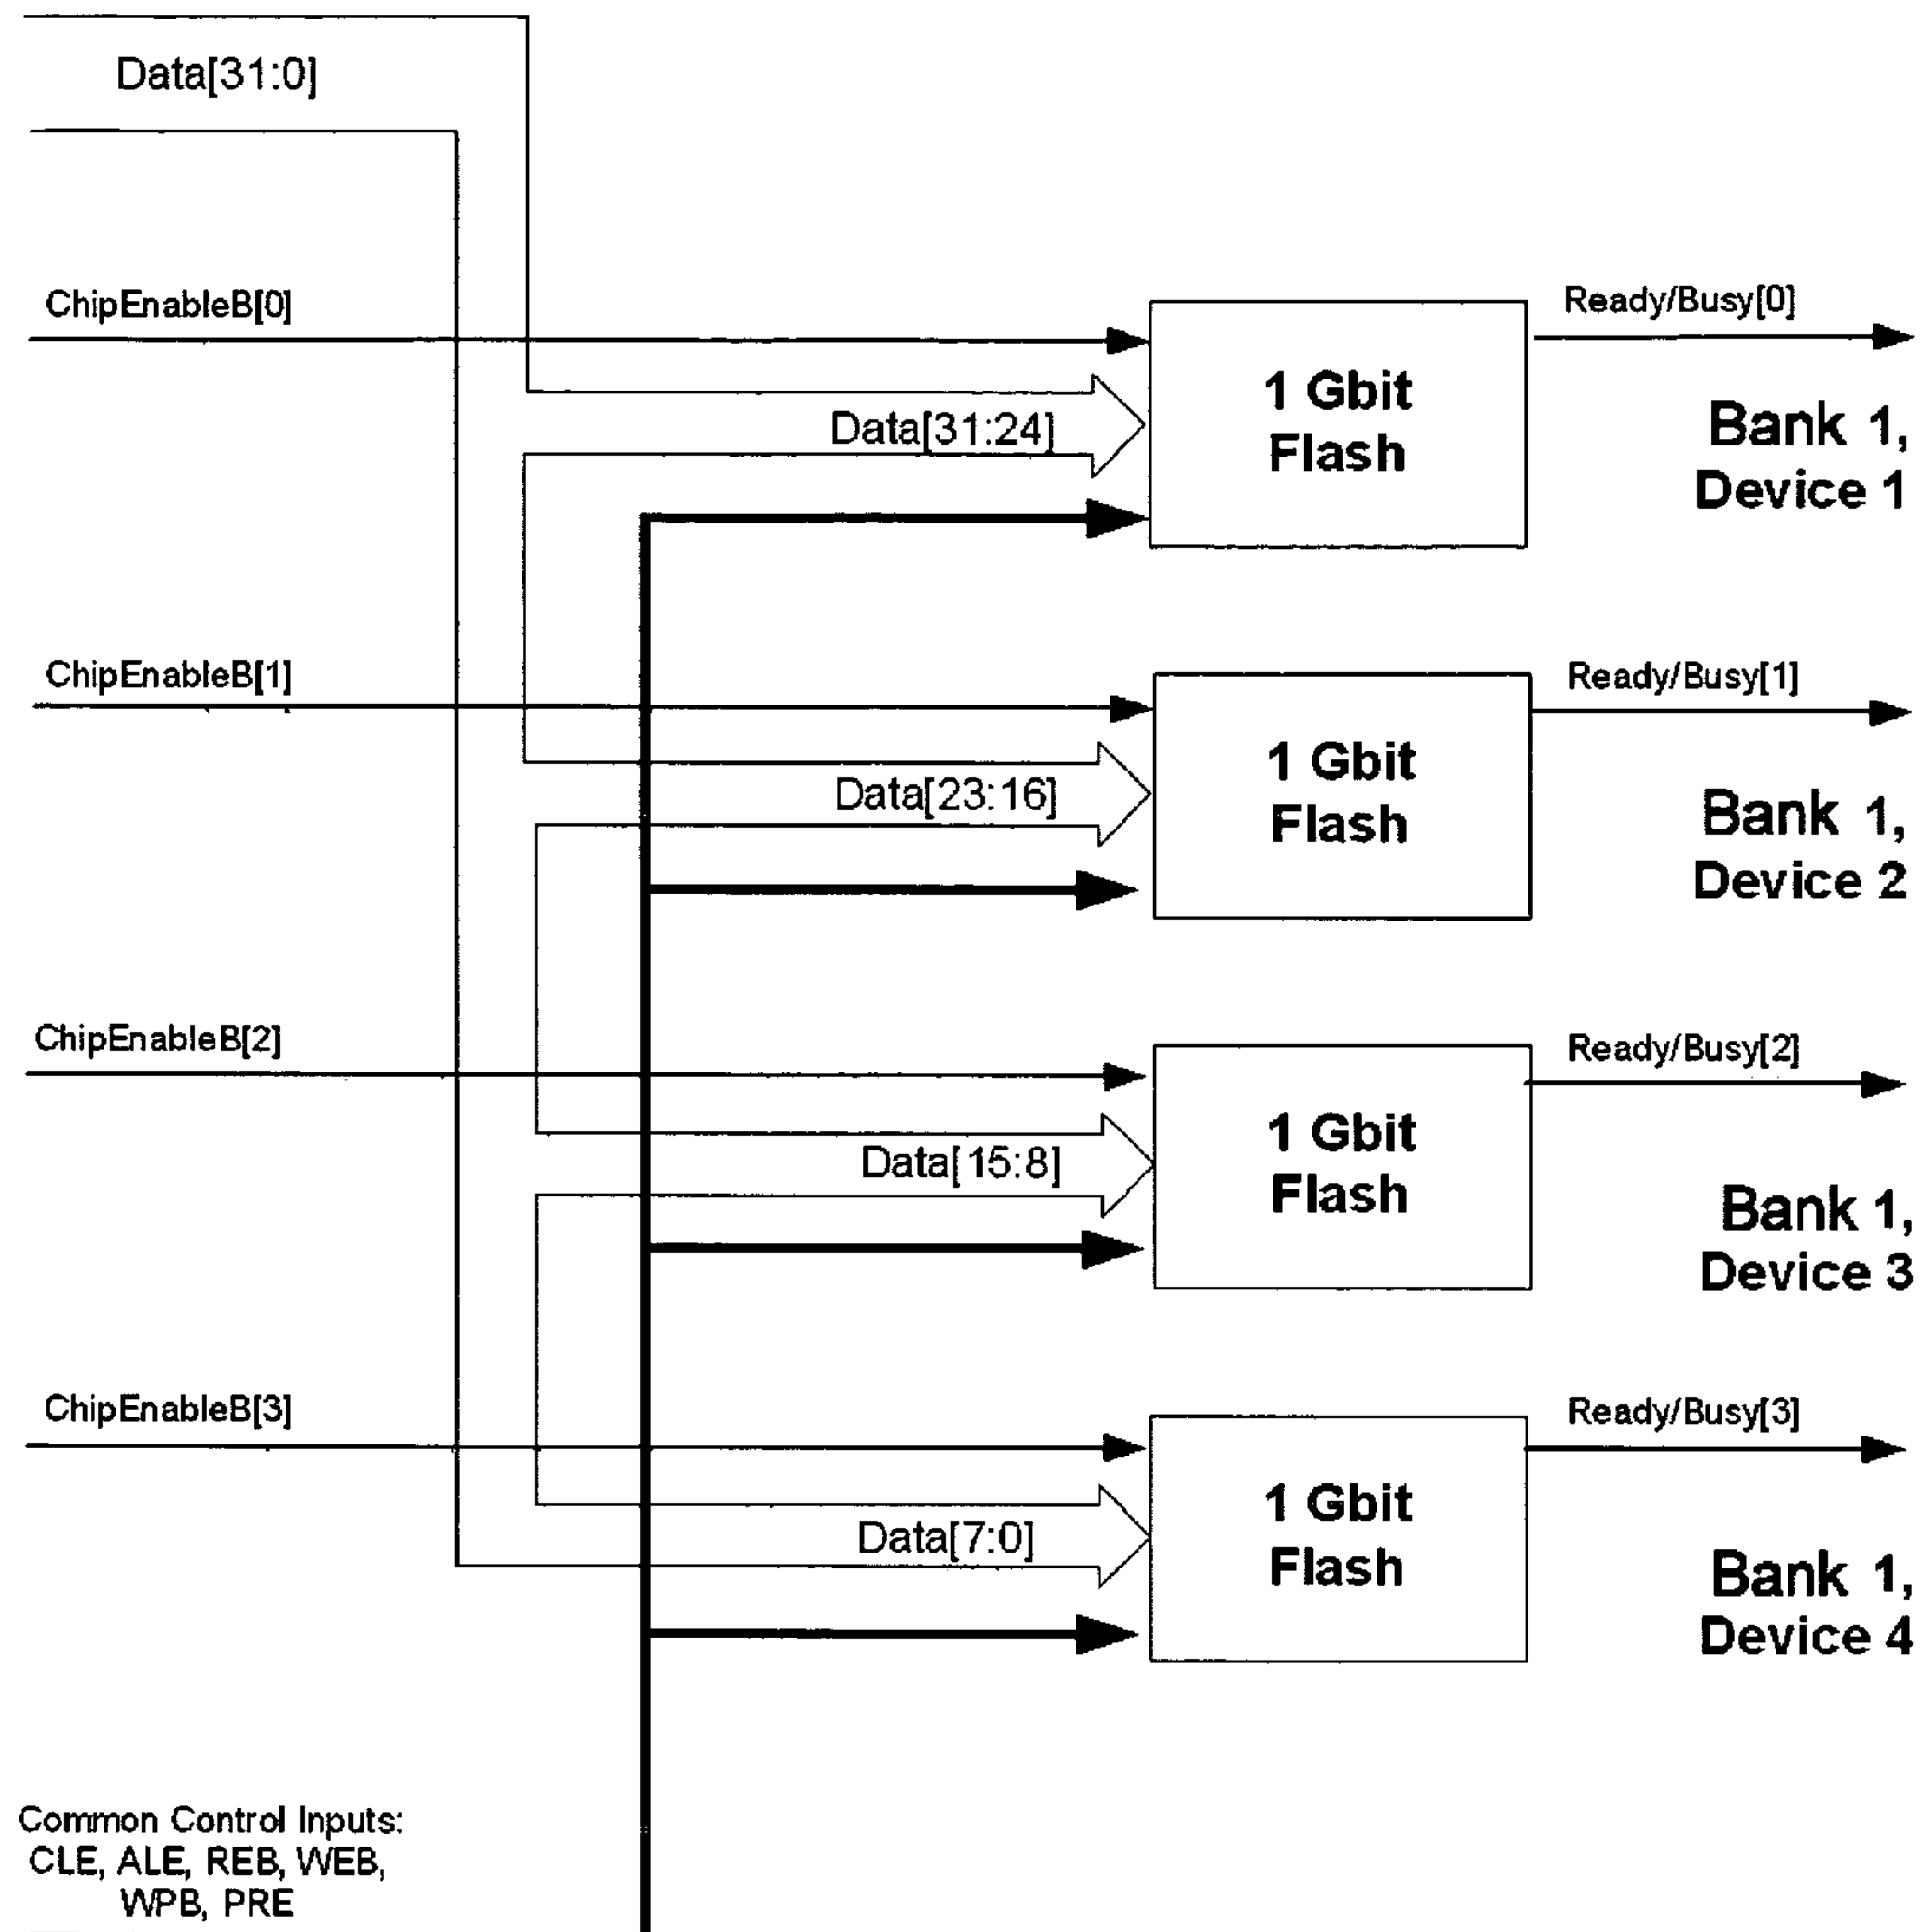 Data[31:0]
ChipEnableB[0]
Ready/Busy[0]
1 Gbit
Flash
Data[31:24]
Bank 1,
Device 1
ChipEnableB[1]
Ready/Busy[1]
1 Gbit
Flash
Data[23:16]
Bank 1,
Device 2
ChipEnableB[2]
Ready/Busy[2]
1 Gbit
Flash
Data[15:8]
Bank 1,
Device 3
ChipEnableB[3]
Ready/Busy[3]
1 Gbit
Flash
Data[7:0]
Bank 1,
Device 4
Common Control Inputs:
CLE, ALE, REB, WEB,
WPB, PRE